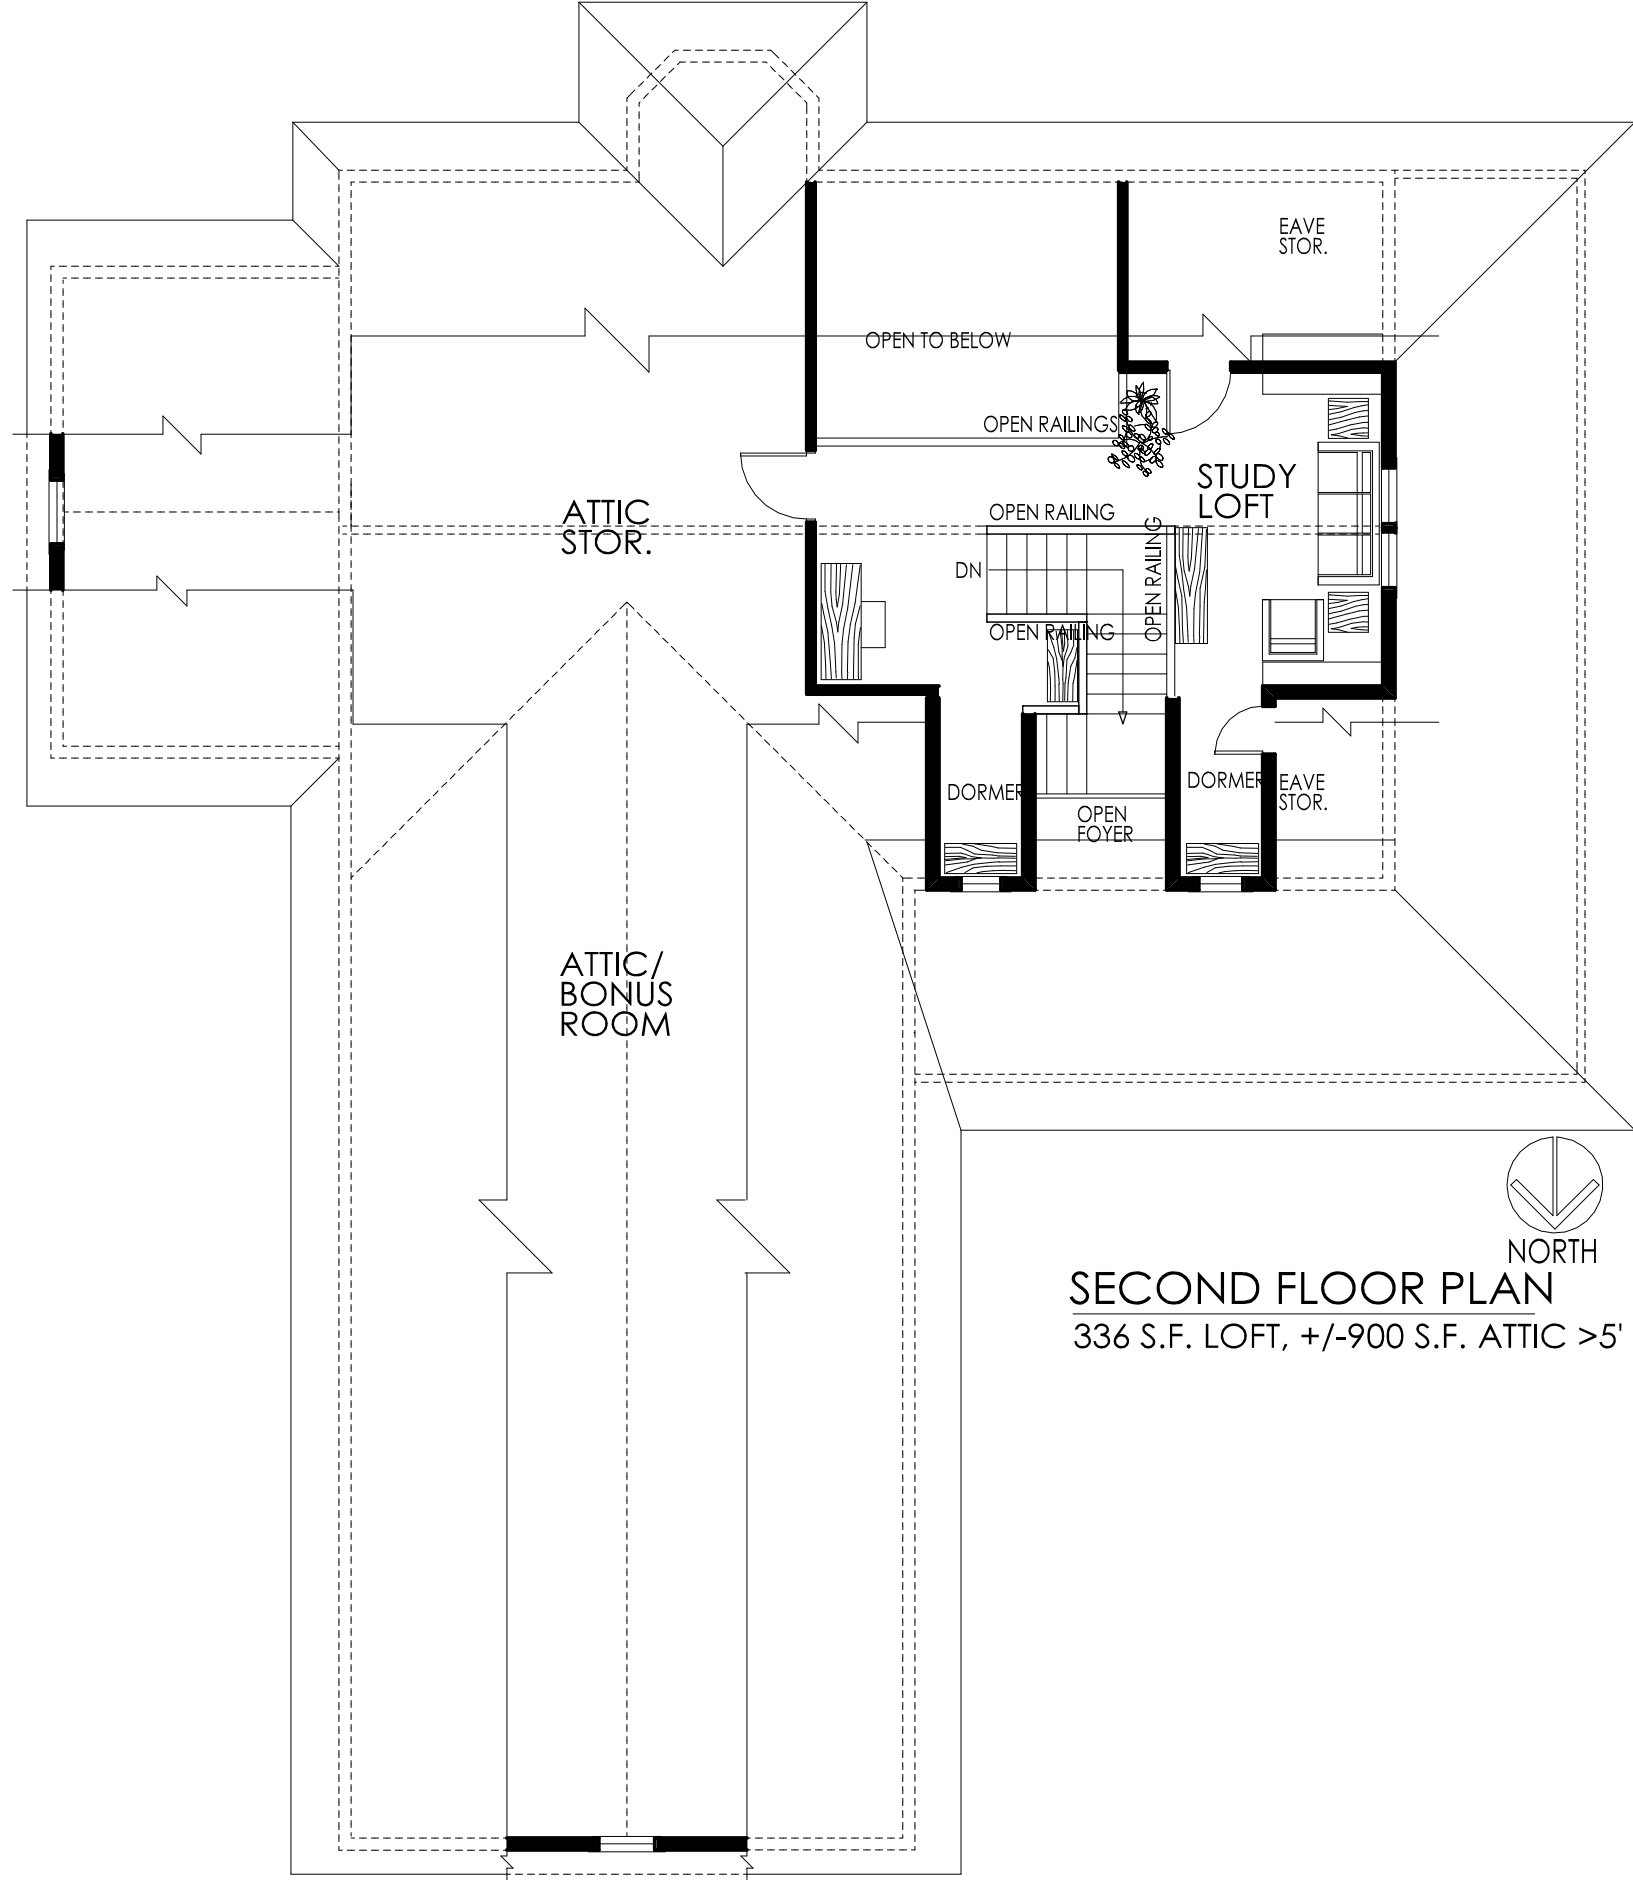 EAVE
STOR.
OPEN TO BELOW
OPEN RAILINGS
STUDY
LOFT
ATTIC
STOR.
OPEN RAILING
OPEN RAILING
DN
OPEN RAILING
DORMER
DORMER
EAVE
STOR.
OPEN
FOYER
ATTIC/
BONUS
ROOM
NORTH
SECOND FLOOR PLAN
336 S.F. LOFT, +/-900 S.F. ATTIC >5'